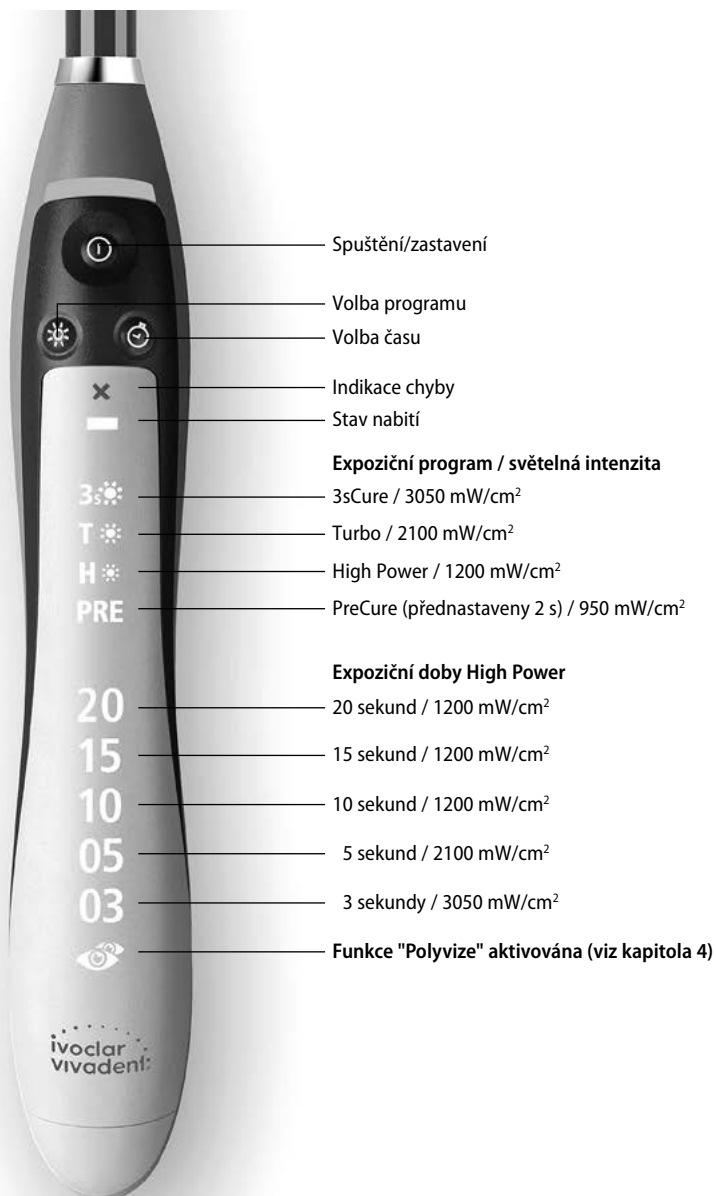 Spuštění/zastavení
Volba programu
Volba času
× Indikace chyby
Stav nabití
Expoziční program / světelná intenzita
3s 3sCure / 3050 mW/cm²
T Turbo / 2100 mW/cm²
H High Power / 1200 mW/cm²
PRE PreCure (přednastaveny 2 s) / 950 mW/cm²
Expoziční doby High Power
20 20 sekund / 1200 mW/cm²
15 15 sekund / 1200 mW/cm²
10 10 sekund / 1200 mW/cm²
05 5 sekund / 2100 mW/cm²
03 3 sekundy / 3050 mW/cm²
Funkce "Polyvize" aktivována (viz kapitola 4)
ivoclar
vivadent: